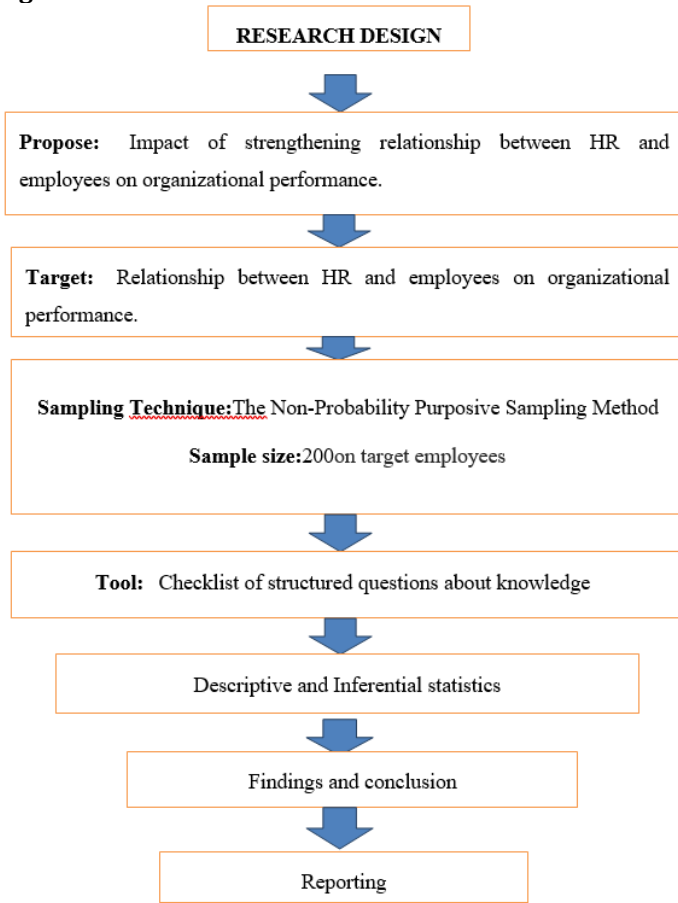 RESEARCH DESIGN
Propose: Impact of strengthening relationship between HR and
employees on organizational performance.
Target: Relationship between HR and employees on organizational
performance.
Sampling Technique:The Non-Probability Purposive Sampling Method
Sample size:200on target employees
Tool: Checklist of structured questions about knowledge
Descriptive and Inferential statistics
Findings and conclusion
Reporting